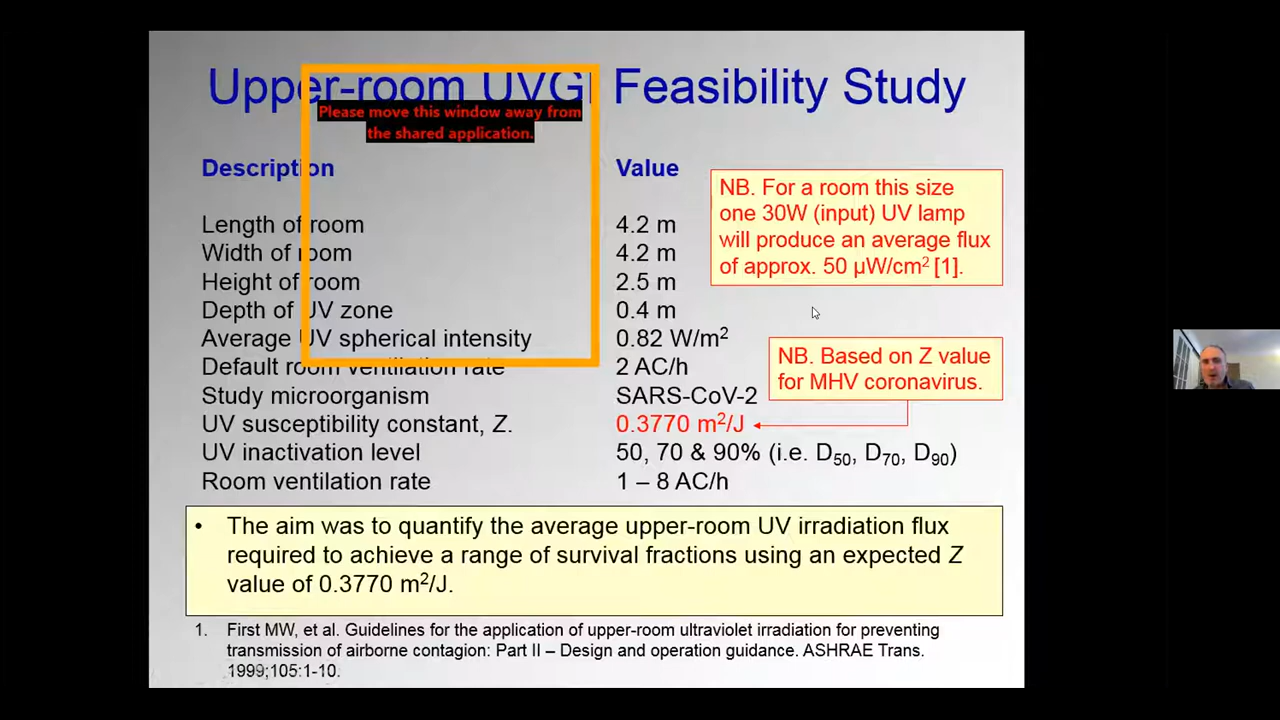 Upper-room UVGI Feasibility Study
Please move this window away from
the shared application.
Description Value
Length of room 4.2 m
Width of room 4.2 m
Height of room 2.5 m
Depth of UV zone 0.4 m
Average UV spherical intensity 0.82 W/m²
Default room ventilation rate 2 AC/h
Study microorganism SARS-CoV-2
UV susceptibility constant, Z. 0.3770 m²/J
UV inactivation level 50, 70 & 90% (i.e. D₅₀, D₇₀, D₉₀)
Room ventilation rate 1 – 8 AC/h
NB. For a room this size
one 30W (input) UV lamp
will produce an average flux
of approx. 50 µW/cm² [1].
NB. Based on Z value
for MHV coronavirus.
• The aim was to quantify the average upper-room UV irradiation flux
required to achieve a range of survival fractions using an expected Z
value of 0.3770 m²/J.
1. First MW, et al. Guidelines for the application of upper-room ultraviolet irradiation for preventing
transmission of airborne contagion: Part II – Design and operation guidance. ASHRAE Trans.
1999;105:1-10.